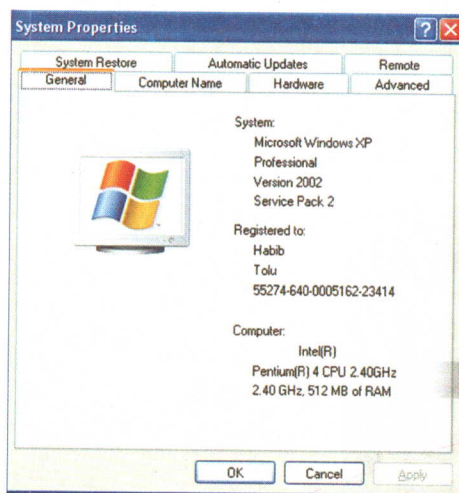 System Properties
System Restore Automatic Updates Remote
General Computer Name Hardware Advanced
System:
Microsoft Windows XP
Professional
Version 2002
Service Pack 2
Registered to:
Habib
Tolu
55274-640-0005162-23414
Computer:
Intel(R)
Pentium(R) 4 CPU 2.40GHz
2.40 GHz, 512 MB of RAM
OK Cancel Apply